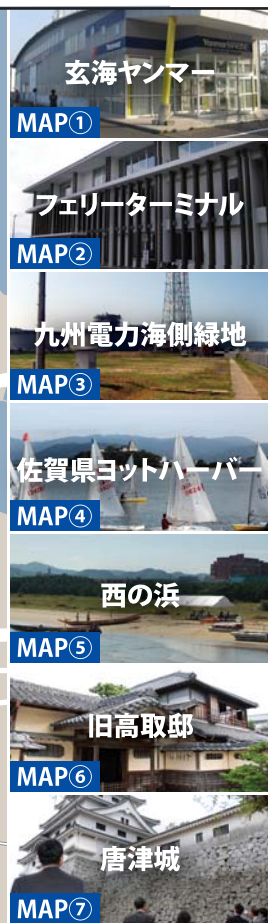 玄海ヤンマー
MAP①
フェリーターミナル
MAP②
九州電力海側緑地
MAP③
佐賀県ヨットハーバー
MAP④
西の浜
MAP⑤
旧高取邸
MAP⑥
唐津城
MAP⑦